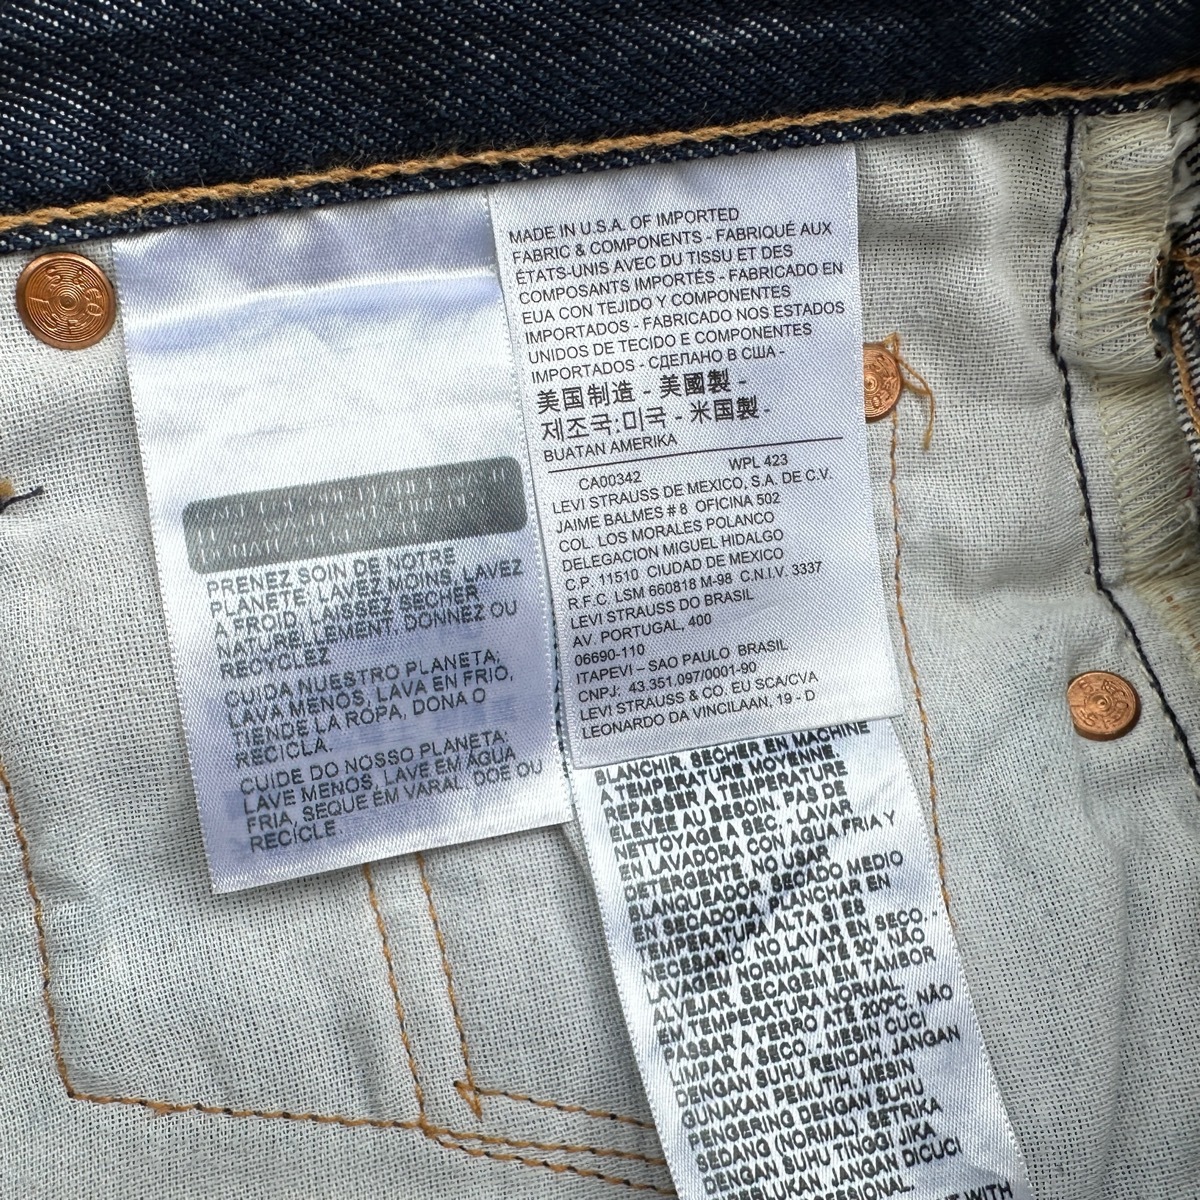 MADE IN U.S.A. OF IMPORTED
FABRIC & COMPONENTS - FABRIQUÉ AUX
ÉTATS-UNIS AVEC DU TISSU ET DES
COMPOSANTS IMPORTÉS - FABRICADO EN
EUA CON TEJIDO Y COMPONENTES
IMPORTADOS - FABRICADO NOS ESTADOS
UNIDOS DE TECIDO E COMPONENTES
IMPORTADOS - СДЕЛАНО В США -
美国制造 - 美國製 -
제조국:미국 - 米国製 -
BUATAN AMERIKA
CA00342 WPL 423
LEVI STRAUSS DE MEXICO, S.A. DE C.V.
JAIME BALMES # 8 OFICINA 502
COL. LOS MORALES POLANCO
DELEGACION MIGUEL HIDALGO
C.P. 11510 CIUDAD DE MEXICO
R.F.C. LSM 660818 M-98 C.N.I.V. 3337
LEVI STRAUSS DO BRASIL
AV. PORTUGAL, 400
06690-110
ITAPEVI – SAO PAULO BRASIL
CNPJ: 43.351.097/0001-90
LEVI STRAUSS & CO. EU SCA/CVA
LEONARDO DA VINCILAAN, 19 - D
PRENEZ SOIN DE NOTRE
PLANÈTE; LAVEZ MOINS, LAVEZ
À FROID, LAISSEZ SÉCHER
NATURELLEMENT, DONNEZ OU
RECYCLEZ
CUIDA NUESTRO PLANETA;
LAVA MENOS, LAVA EN FRIO,
TIENDE LA ROPA, DONA O
RECICLA.
CUIDE DO NOSSO PLANETA:
LAVE MENOS, LAVE EM ÁGUA
FRIA, SEQUE EM VARAL, DOE OU
RECICLE.
BLANCHIR. SÉCHER EN MACHINE
À TEMPÉRATURE MOYENNE.
REPASSER À TEMPÉRATURE
ÉLEVÉE AU BESOIN. PAS DE
NETTOYAGE À SEC. - LAVAR
EN LAVADORA CON AGUA FRIA Y
DETERGENTE, NO USAR
BLANQUEADOR, SECADO MEDIO
EN SECADORA, PLANCHAR EN
TEMPERATURA ALTA SI ES
NECESARIO, NO LAVAR EN SECO. -
LAVAGEM NORMAL ATÉ 30º. NÃO
ALVEJAR. SECAGEM EM TAMBOR
EM TEMPERATURA NORMAL.
PASSAR A FERRO ATÉ 200ºC. NÃO
LIMPAR A SECO. - MESIN CUCI
DENGAN SUHU RENDAH. JANGAN
GUNAKAN PEMUTIH. MESIN
PENGERING DENGAN SUHU
SEDANG (NORMAL). SETRIKA
DENGAN SUHU TINGGI JIKA
PERLUKAN. JANGAN DICUCI
WITH